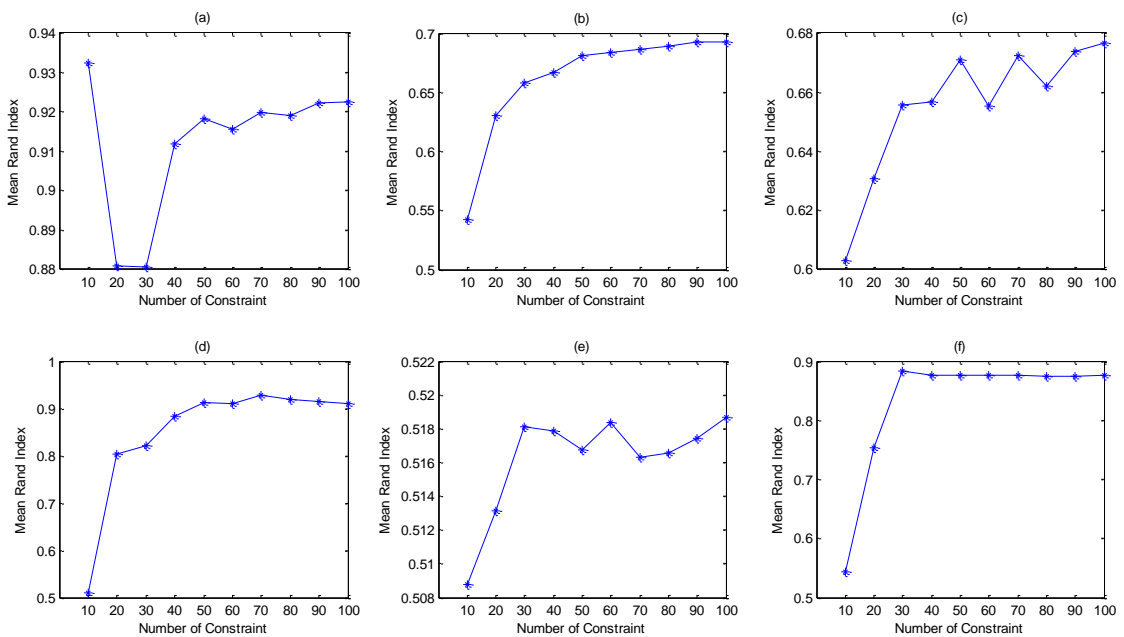 (a)
0.94
0.93
0.92
0.91
0.9
0.89
0.88
Mean Rand Index
10 20 30 40 50 60 70 80 90 100
Number of Constraint
(b)
0.7
0.65
0.6
0.55
0.5
Mean Rand Index
10 20 30 40 50 60 70 80 90 100
Number of Constraint
(c)
0.68
0.66
0.64
0.62
0.6
Mean Rand Index
10 20 30 40 50 60 70 80 90 100
Number of Constraint
(d)
1
0.9
0.8
0.7
0.6
0.5
Mean Rand Index
10 20 30 40 50 60 70 80 90 100
Number of Constraint
(e)
0.522
0.52
0.518
0.516
0.514
0.512
0.51
0.508
Mean Rand Index
10 20 30 40 50 60 70 80 90 100
Number of Constraint
(f)
0.9
0.8
0.7
0.6
0.5
Mean Rand Index
10 20 30 40 50 60 70 80 90 100
Number of Constraint